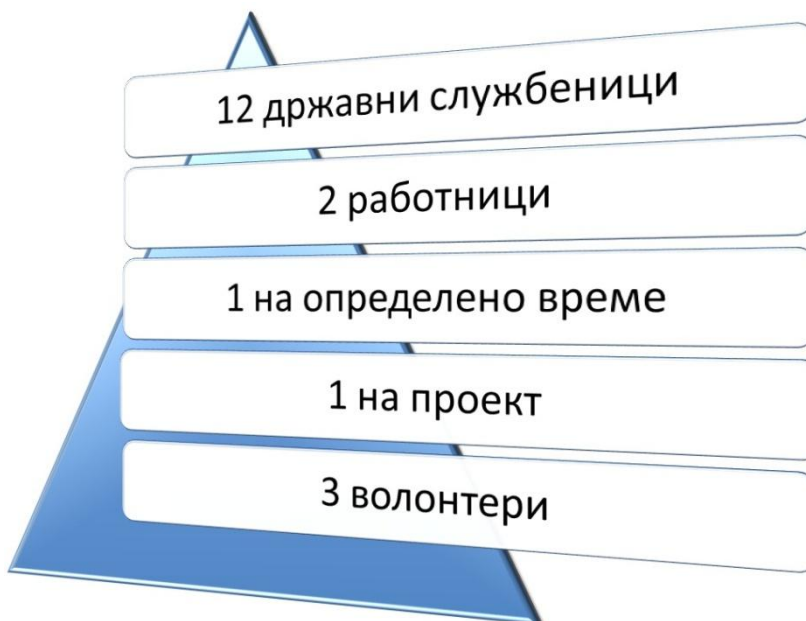 12 државни службеници
2 работници
1 на определено време
1 на проект
3 волонтери